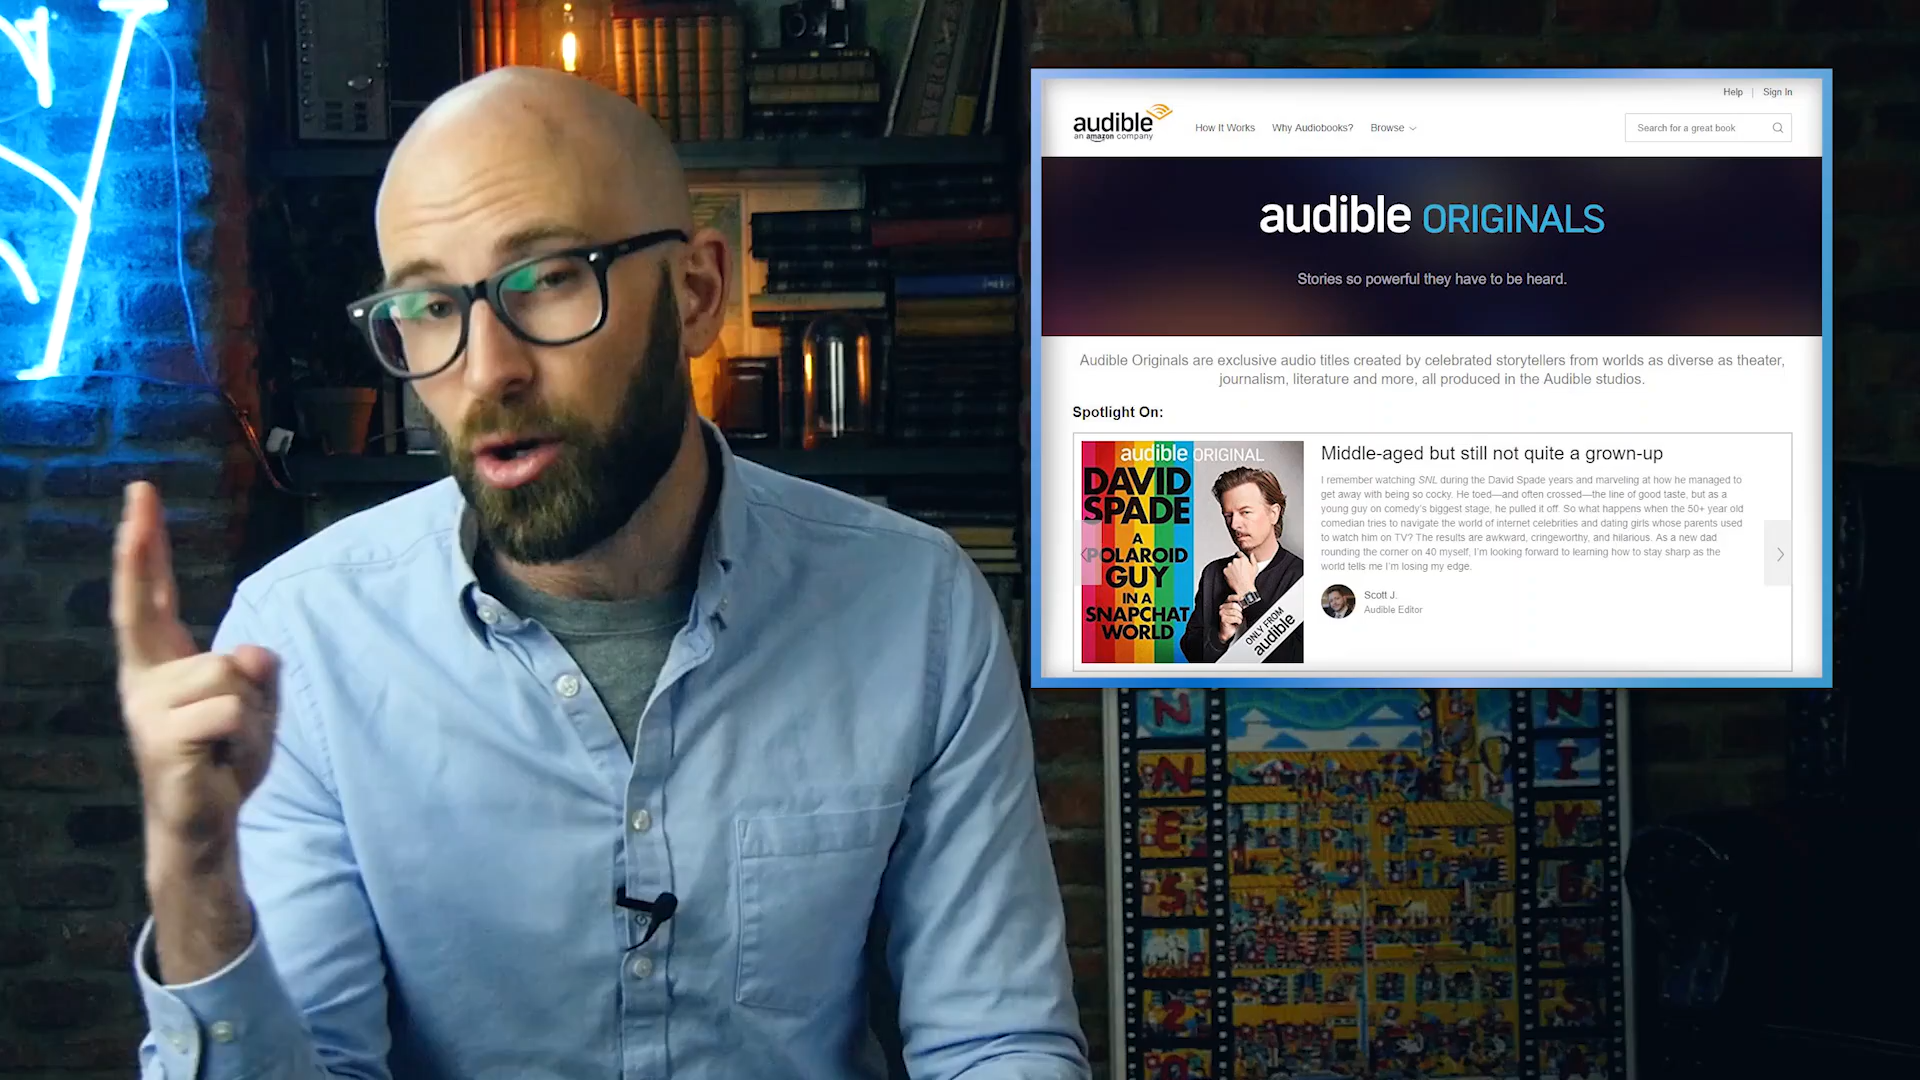 Help | Sign In
audible
an amazon company
How It Works
Why Audiobooks?
Browse
Search for a great book
audible ORIGINALS
Stories so powerful they have to be heard.
Audible Originals are exclusive audio titles created by celebrated storytellers from worlds as diverse as theater,
journalism, literature and more, all produced in the Audible studios.
Spotlight On:
audible ORIGINAL
DAVID
SPADE
A
POLAROID
GUY
IN A
SNAPCHAT
WORLD
ONLY FROM
audible
Middle-aged but still not quite a grown-up
I remember watching SNL during the David Spade years and marveling at how he managed to
get away with being so cocky. He toed—and often crossed—the line of good taste, but as a
young guy on comedy's biggest stage, he pulled it off. So what happens when the 50+ year old
comedian tries to navigate the world of internet celebrities and dating girls whose parents used
to watch him on TV? The results are awkward, cringeworthy, and hilarious. As a new dad
rounding the corner on 40 myself, I'm looking forward to learning how to stay sharp as the
world tells me I'm losing my edge.
Scott J.
Audible Editor